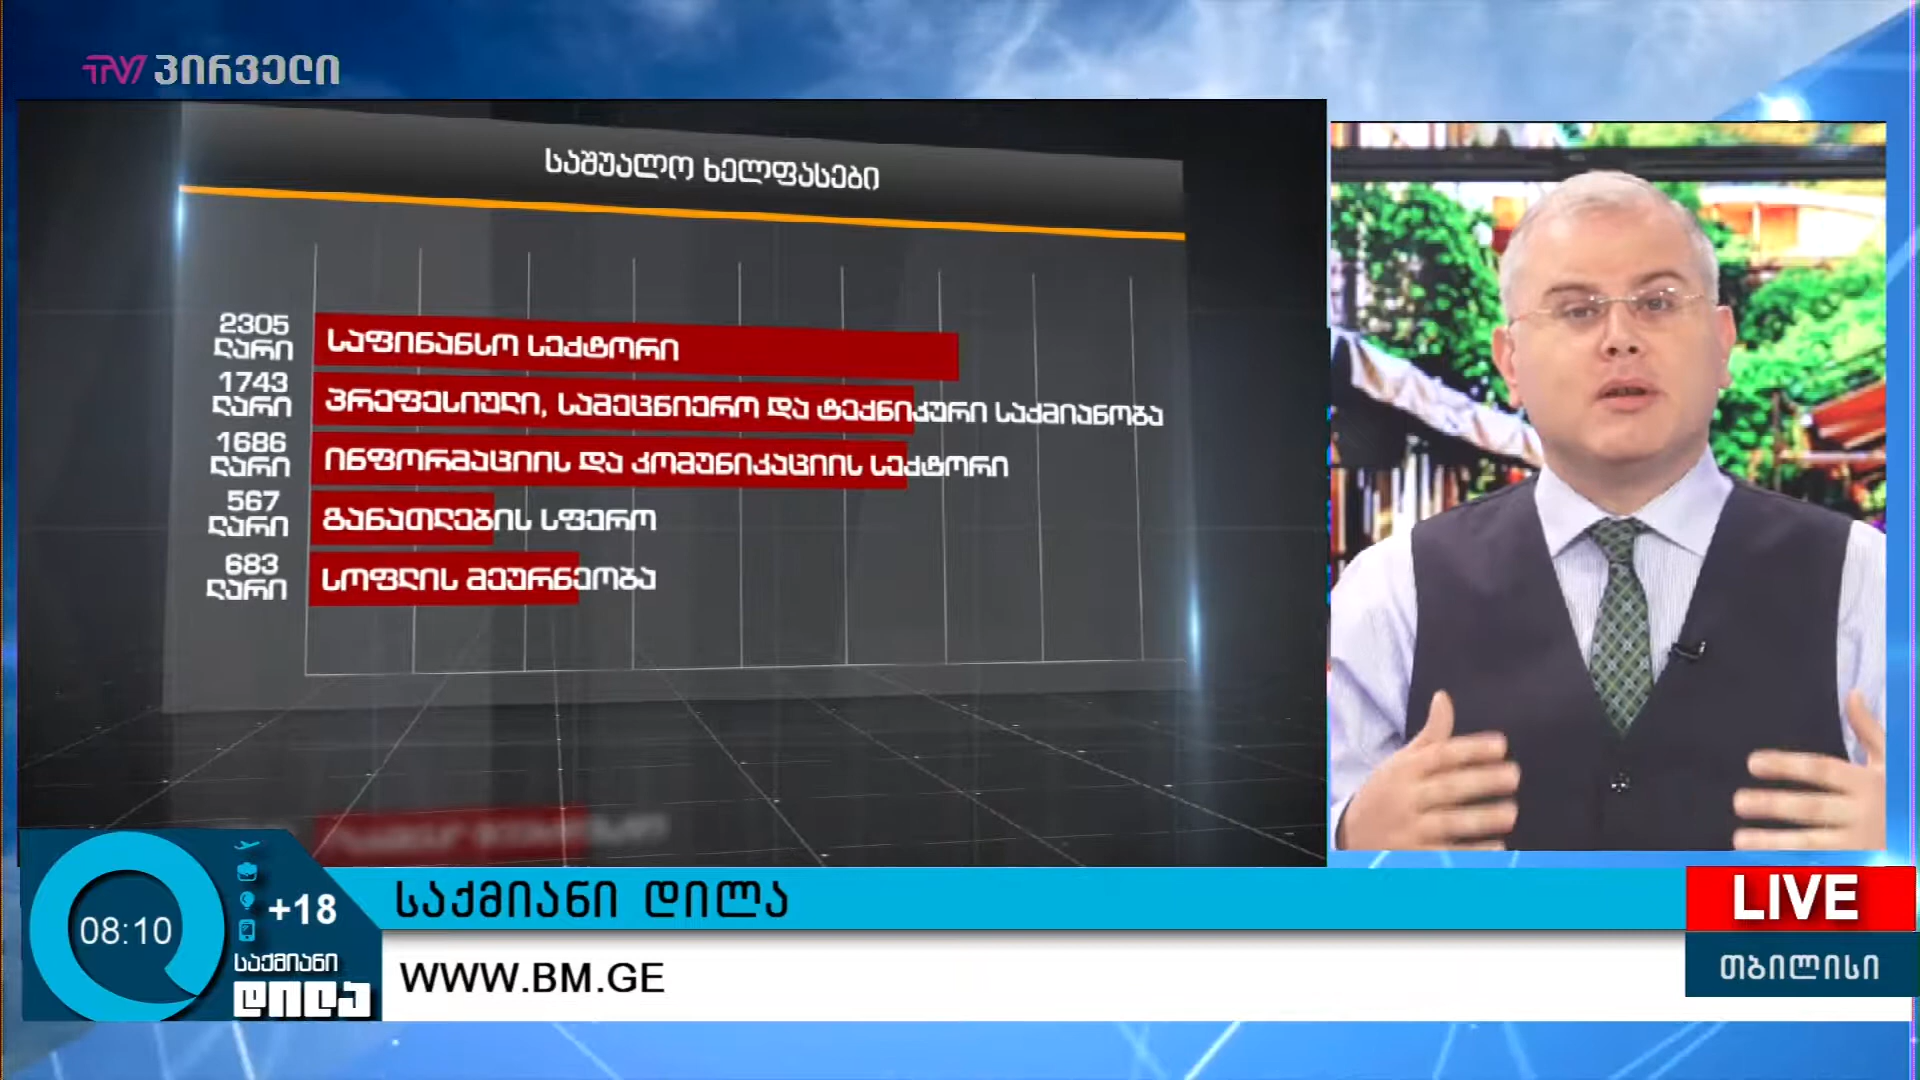 TV ᲞᲘᲠᲕᲔᲚᲘ
ᲡᲐᲨᲣᲐᲚᲝ ᲮᲔᲚᲤᲐᲡᲔᲑᲘ
2305
ᲚᲐᲠᲘ
ᲡᲐᲤᲘᲜᲐᲜᲡᲝ ᲡᲔᲥᲢᲝᲠᲘ
1743
ᲚᲐᲠᲘ
ᲞᲠᲔᲤᲔᲡᲘᲣᲚᲘ, ᲡᲐᲛᲔᲪᲜᲘᲔᲠᲝ ᲓᲐ ᲢᲔᲥᲜᲘᲙᲣᲠᲘ ᲡᲐᲥᲛᲘᲐᲜᲝᲑᲐ
1686
ᲚᲐᲠᲘ
ᲘᲜᲤᲝᲠᲛᲐᲪᲘᲘᲡ ᲓᲐ ᲙᲝᲛᲣᲜᲘᲙᲐᲪᲘᲘᲡ ᲡᲔᲥᲢᲝᲠᲘ
567
ᲚᲐᲠᲘ
ᲒᲐᲜᲐᲗᲚᲔᲑᲘᲡ ᲡᲤᲔᲠᲝ
683
ᲚᲐᲠᲘ
ᲡᲝᲤᲚᲘᲡ ᲛᲔᲣᲠᲜᲔᲝᲑᲐ
08:10
+18
ᲡᲐᲥᲛᲘᲐᲜᲘ
ᲓᲘᲚᲐ
ᲡᲐᲥᲛᲘᲐᲜᲘ ᲓᲘᲚᲐ
WWW.BM.GE
LIVE
ᲗᲑᲘᲚᲘᲡᲘ